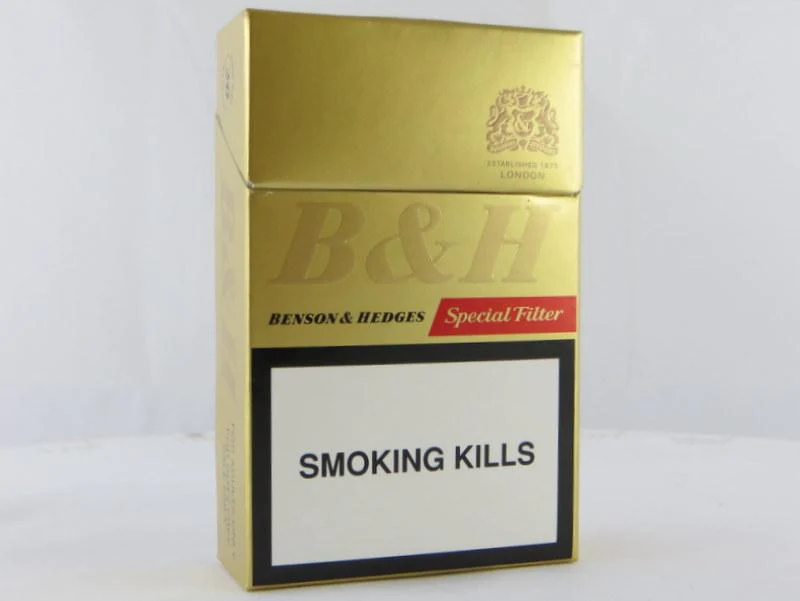 ESTABLISHED 1873
LONDON
B&H
BENSON & HEDGES Special Filter
SMOKING KILLS